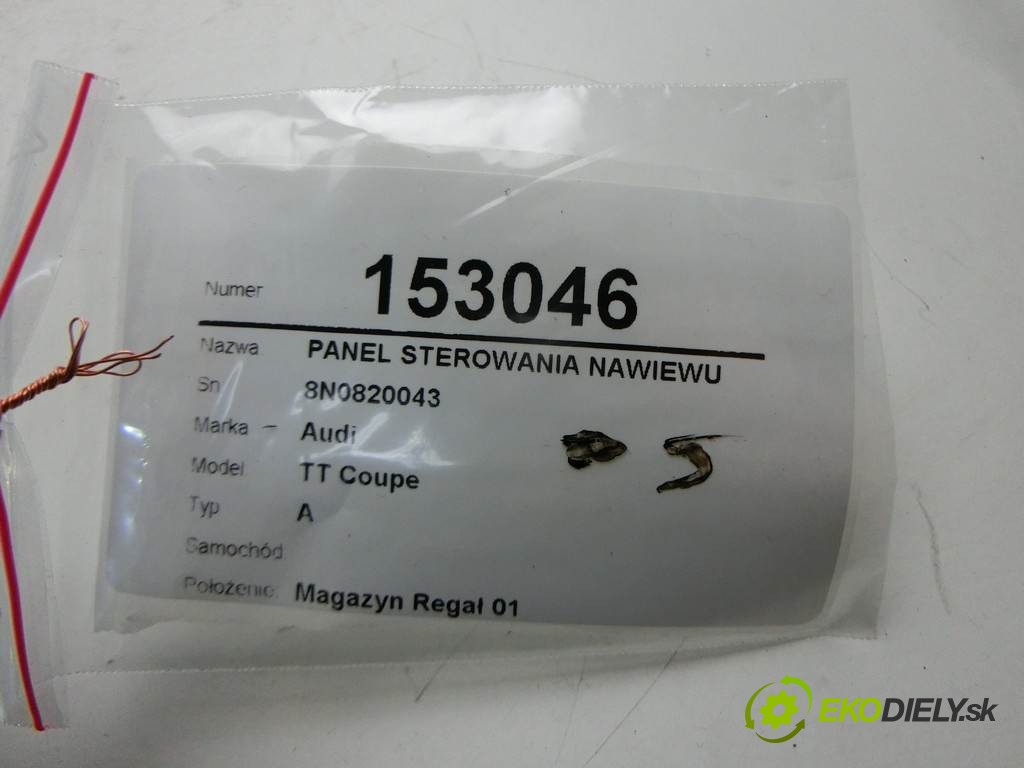 Numer 153046
Nazwa PANEL STEROWANIA NAWIEWU
Sn 8N0820043
Marka - Audi
Model TT Coupe
Typ A
Samochód
Położenie: Magazyn Regał 01
5
EKODIELY.sk